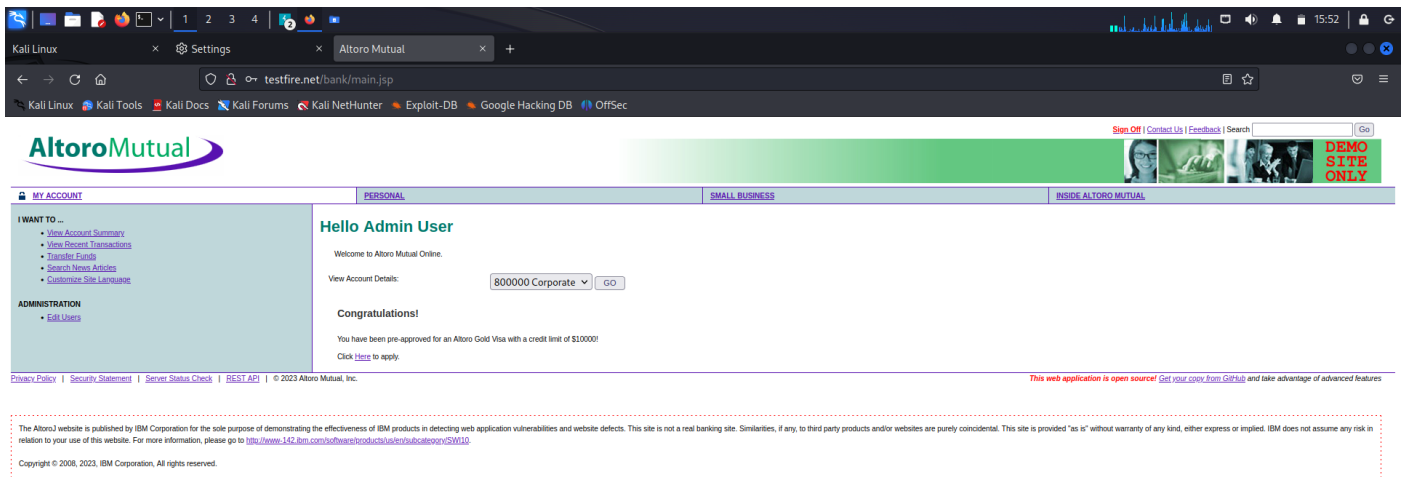 1 2 3 4 2 15:52
Kali Linux × Settings × Altoro Mutual × +
testfire.net/bank/main.jsp
Kali Linux Kali Tools Kali Docs Kali Forums Kali NetHunter Exploit-DB Google Hacking DB OffSec
Sign Off | Contact Us | Feedback | Search Go
AltoroMutual
DEMO
SITE
ONLY
MY ACCOUNT PERSONAL SMALL BUSINESS INSIDE ALTORO MUTUAL
I WANT TO ...
• View Account Summary
• View Recent Transactions
• Transfer Funds
• Search News Articles
• Customize Site Language
ADMINISTRATION
• Edit Users
Hello Admin User
Welcome to Altoro Mutual Online.
View Account Details: 800000 Corporate GO
Congratulations!
You have been pre-approved for an Altoro Gold Visa with a credit limit of $10000!
Click Here to apply.
Privacy Policy | Security Statement | Server Status Check | REST API | © 2023 Altoro Mutual, Inc. This web application is open source! Get your copy from GitHub and take advantage of advanced features
The AltoroJ website is published by IBM Corporation for the sole purpose of demonstrating the effectiveness of IBM products in detecting web application vulnerabilities and website defects. This site is not a real banking site. Similarities, if any, to third party products and/or websites are purely coincidental. This site is provided "as is" without warranty of any kind, either express or implied. IBM does not assume any risk in
relation to your use of this website. For more information, please go to http://www-142.ibm.com/software/products/us/en/subcategory/SWI10.
Copyright © 2008, 2023, IBM Corporation, All rights reserved.